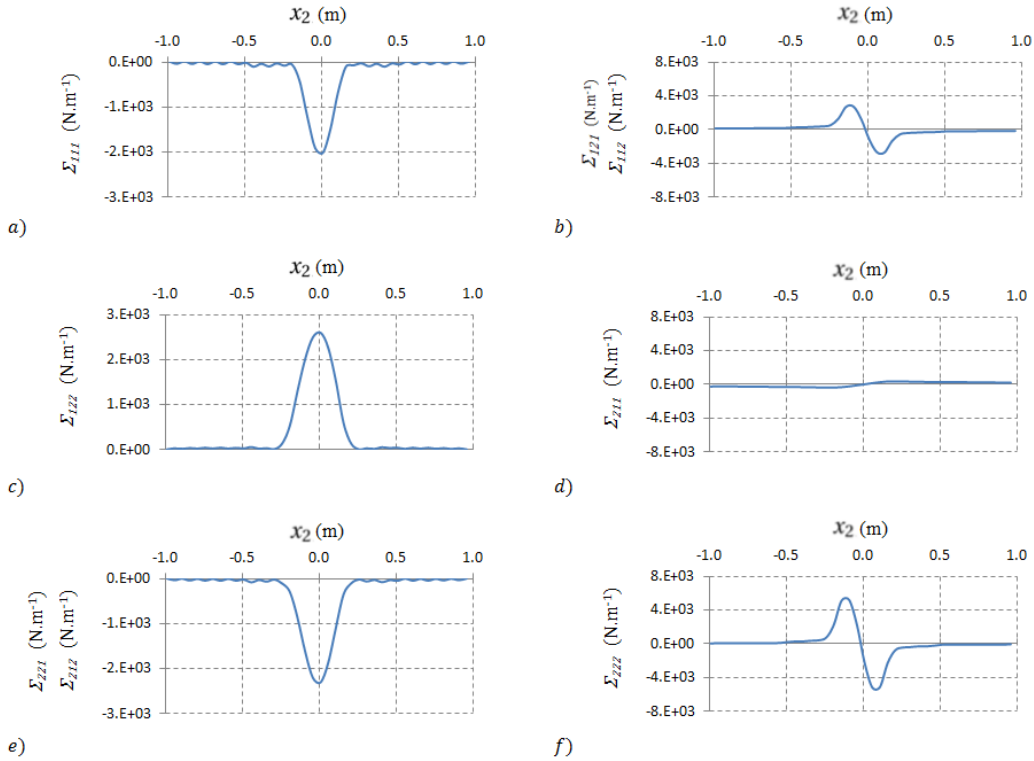 x₂ (m)
-1.0 -0.5 0.0 0.5 1.0
0.E+00
-1.E+03
-2.E+03
-3.E+03
Σ₁₁₁ (N.m⁻¹)
a)
x₂ (m)
-1.0 -0.5 0.0 0.5 1.0
8.E+03
4.E+03
0.E+00
-4.E+03
-8.E+03
Σ₁₂₁ (N.m⁻¹)
Σ₁₁₂ (N.m⁻¹)
b)
x₂ (m)
-1.0 -0.5 0.0 0.5 1.0
3.E+03
2.E+03
1.E+03
0.E+00
Σ₁₂₂ (N.m⁻¹)
c)
x₂ (m)
-1.0 -0.5 0.0 0.5 1.0
8.E+03
4.E+03
0.E+00
-4.E+03
-8.E+03
Σ₂₁₁ (N.m⁻¹)
d)
x₂ (m)
-1.0 -0.5 0.0 0.5 1.0
0.E+00
-1.E+03
-2.E+03
-3.E+03
Σ₂₂₁ (N.m⁻¹)
Σ₂₁₂ (N.m⁻¹)
e)
x₂ (m)
-1.0 -0.5 0.0 0.5 1.0
8.E+03
4.E+03
0.E+00
-4.E+03
-8.E+03
Σ₂₂₂ (N.m⁻¹)
f)